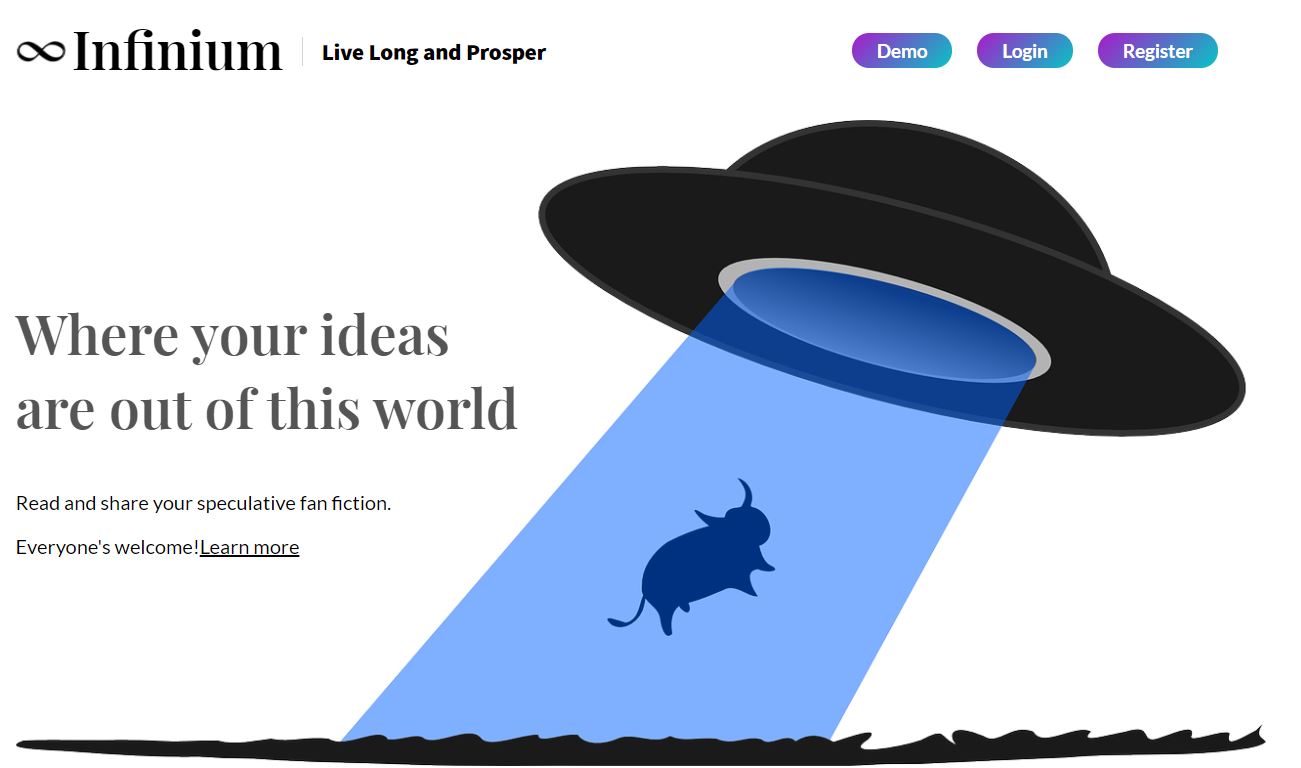 ∞ Infinium
Live Long and Prosper
Demo
Login
Register
Where your ideas
are out of this world
Read and share your speculative fan fiction.
Everyone's welcome!Learn more